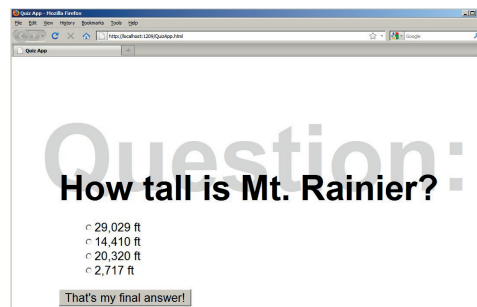 Quiz App - Mozilla Firefox
File Edit View History Bookmarks Tools Help
http://localhost:1209/QuizApp.html
Google
Quiz App
Question:
How tall is Mt. Rainier?
29,029 ft
14,410 ft
20,320 ft
2,717 ft
That's my final answer!